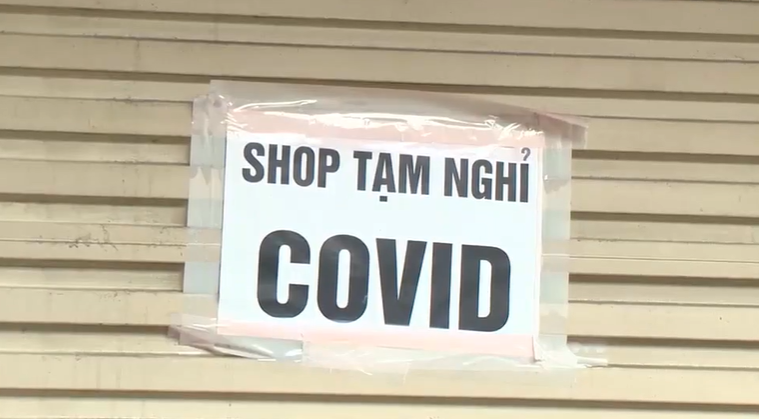 SHOP TẠM NGHỈ
COVID